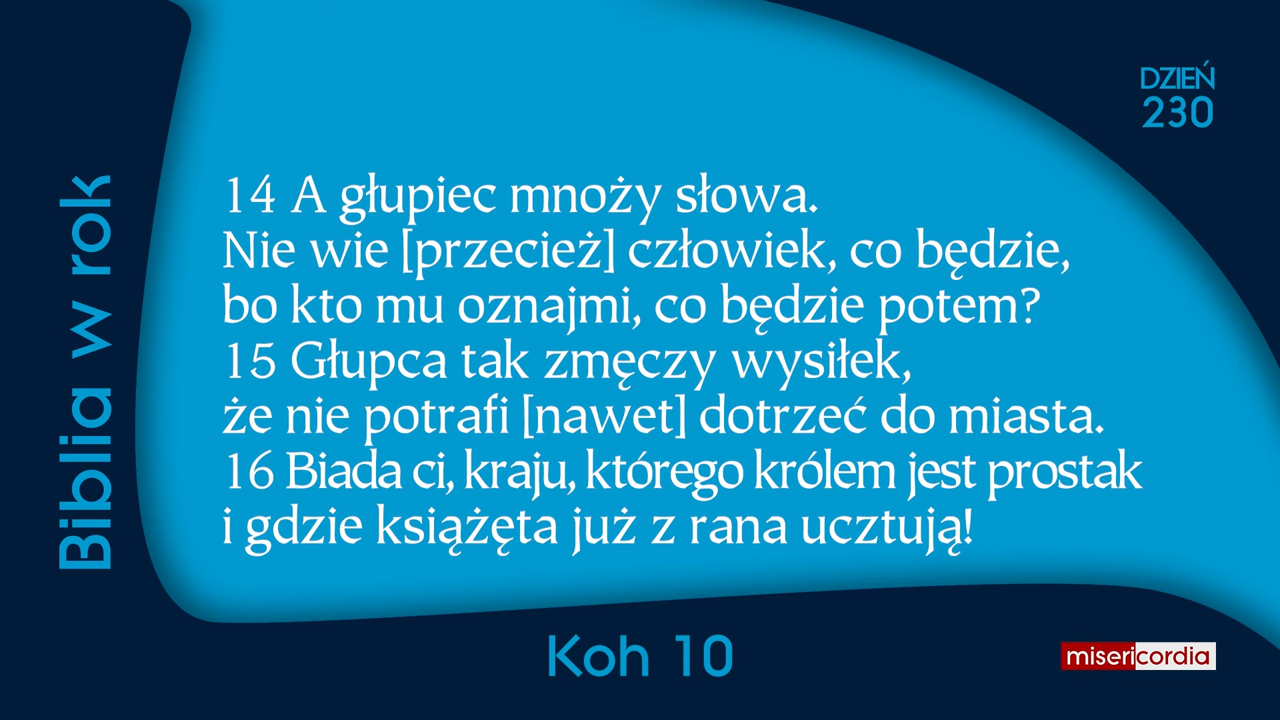 DZIEŃ
230
Biblia w rok
14 A głupiec mnoży słowa.
Nie wie [przecież] człowiek, co będzie,
bo kto mu oznajmi, co będzie potem?
15 Głupca tak zmęczy wysiłek,
że nie potrafi [nawet] dotrzeć do miasta.
16 Biada ci, kraju, którego królem jest prostak
i gdzie książęta już z rana ucztują!
Koh 10
misericordia